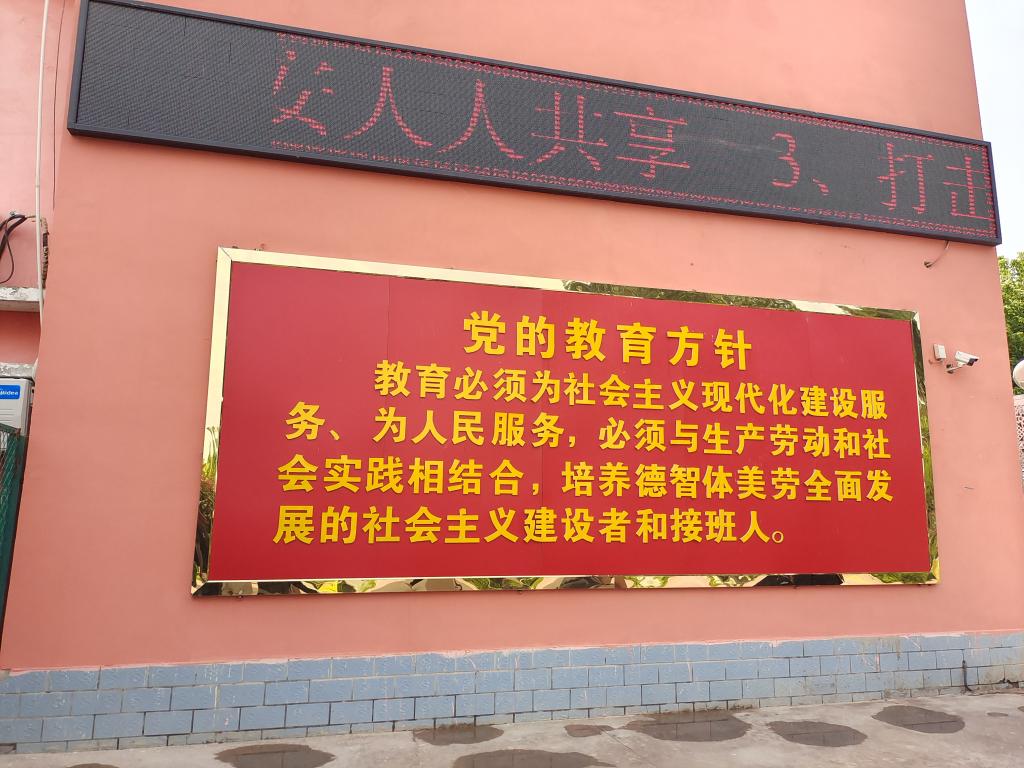 人人共享 3、打击
党的教育方针
教育必须为社会主义现代化建设服
务、为人民服务,必须与生产劳动和社
会实践相结合,培养德智体美劳全面发
展的社会主义建设者和接班人。
Midea